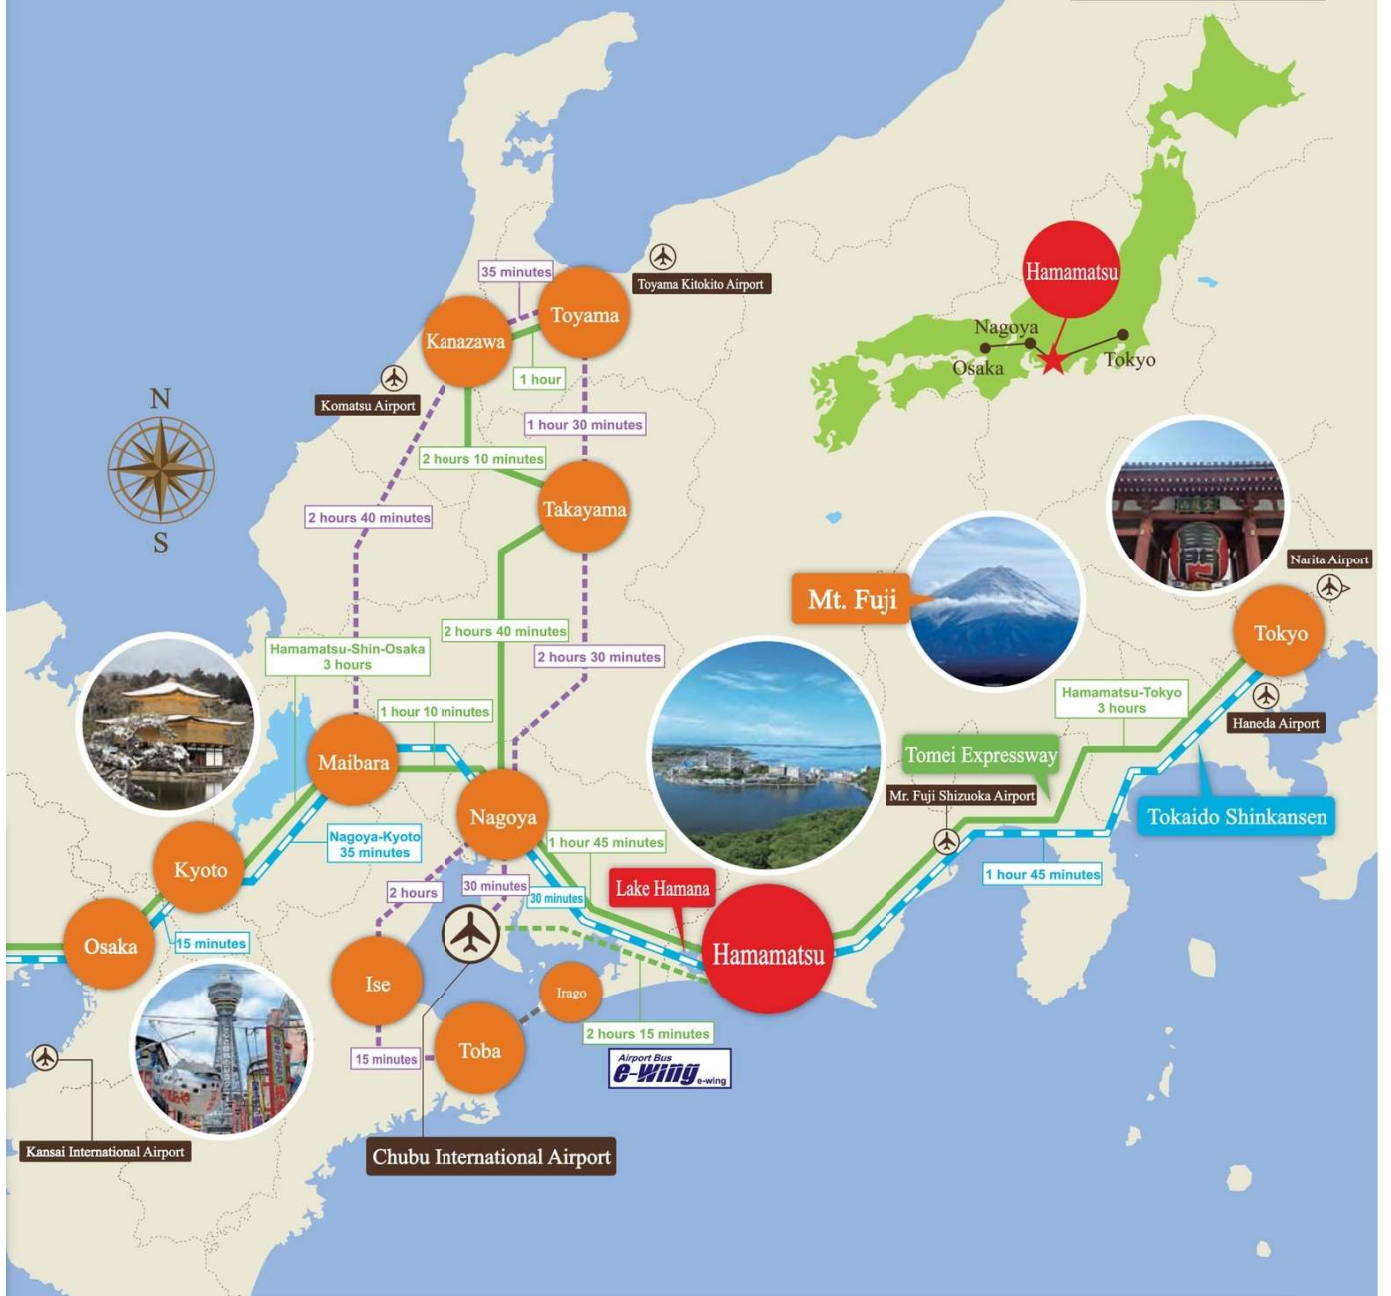 Hamamatsu
Nagoya
Osaka
Tokyo
35 minutes
Toyama
Toyama Kitokito Airport
Kanazawa
1 hour
Komatsu Airport
N
S
1 hour 30 minutes
2 hours 10 minutes
Takayama
2 hours 40 minutes
Narita Airport
Mt. Fuji
Tokyo
2 hours 40 minutes
Hamamatsu-Shin-Osaka
3 hours
2 hours 30 minutes
Hamamatsu-Tokyo
3 hours
Haneda Airport
1 hour 10 minutes
Maibara
Tomei Expressway
Mr. Fuji Shizuoka Airport
Tokaido Shinkansen
Nagoya
Nagoya-Kyoto
35 minutes
1 hour 45 minutes
Kyoto
1 hour 45 minutes
2 hours
30 minutes
30 minutes
Lake Hamana
Osaka
15 minutes
Hamamatsu
Ise
Irago
2 hours 15 minutes
Toba
15 minutes
Airport Bus
e-wing e-wing
Kansai International Airport
Chubu International Airport